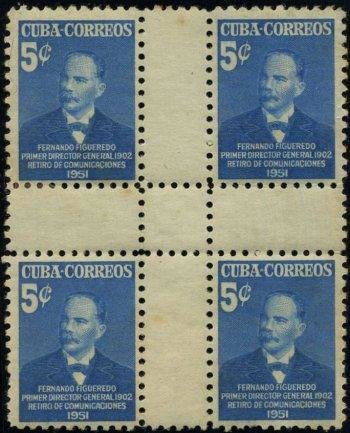 CUBA·CORREOS
5¢
FERNANDO FIGUEREDO
PRIMER DIRECTOR GENERAL 1902
RETIRO DE COMUNICACIONES
1951
CUBA·CORREOS
5¢
FERNANDO FIGUEREDO
PRIMER DIRECTOR GENERAL 1902
RETIRO DE COMUNICACIONES
1951
CUBA·CORREOS
5¢
FERNANDO FIGUEREDO
PRIMER DIRECTOR GENERAL 1902
RETIRO DE COMUNICACIONES
1951
CUBA·CORREOS
5¢
FERNANDO FIGUEREDO
PRIMER DIRECTOR GENERAL 1902
RETIRO DE COMUNICACIONES
1951